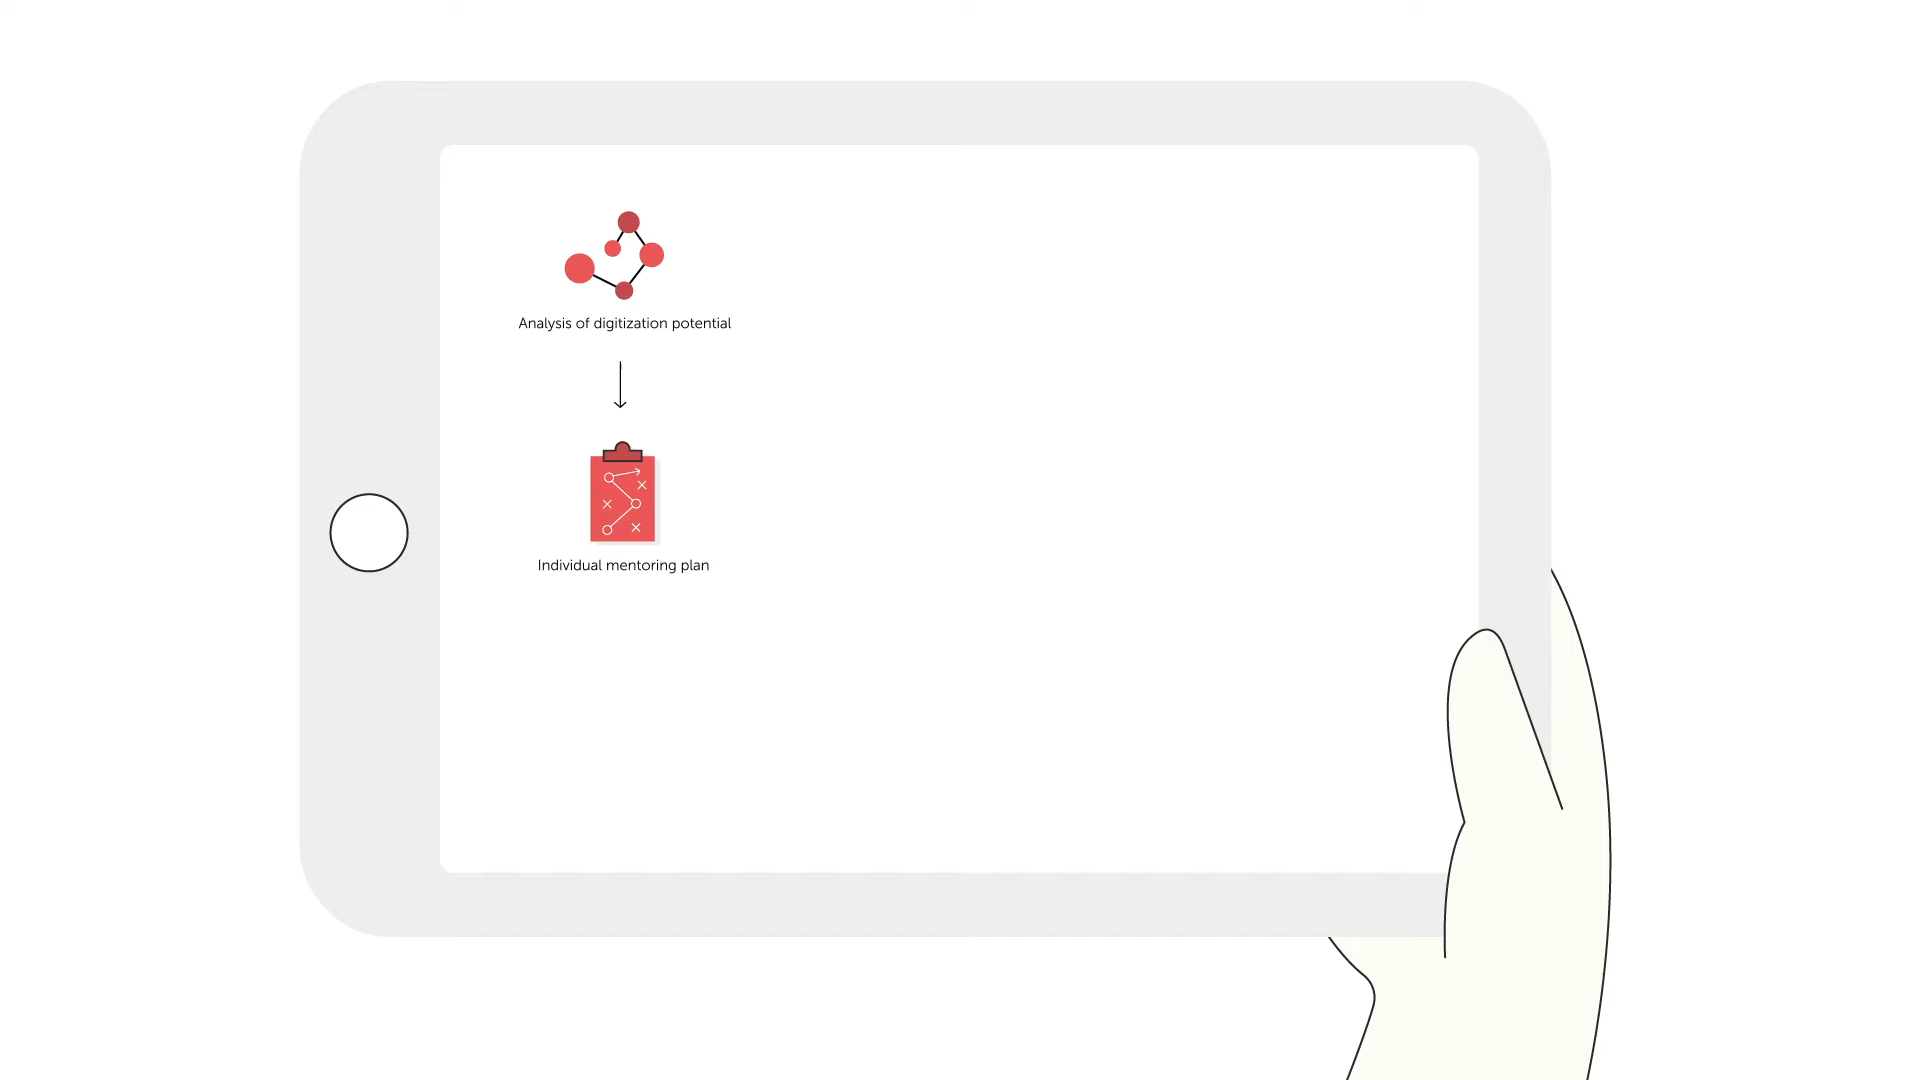 Analysis of digitization potential
Individual mentoring plan